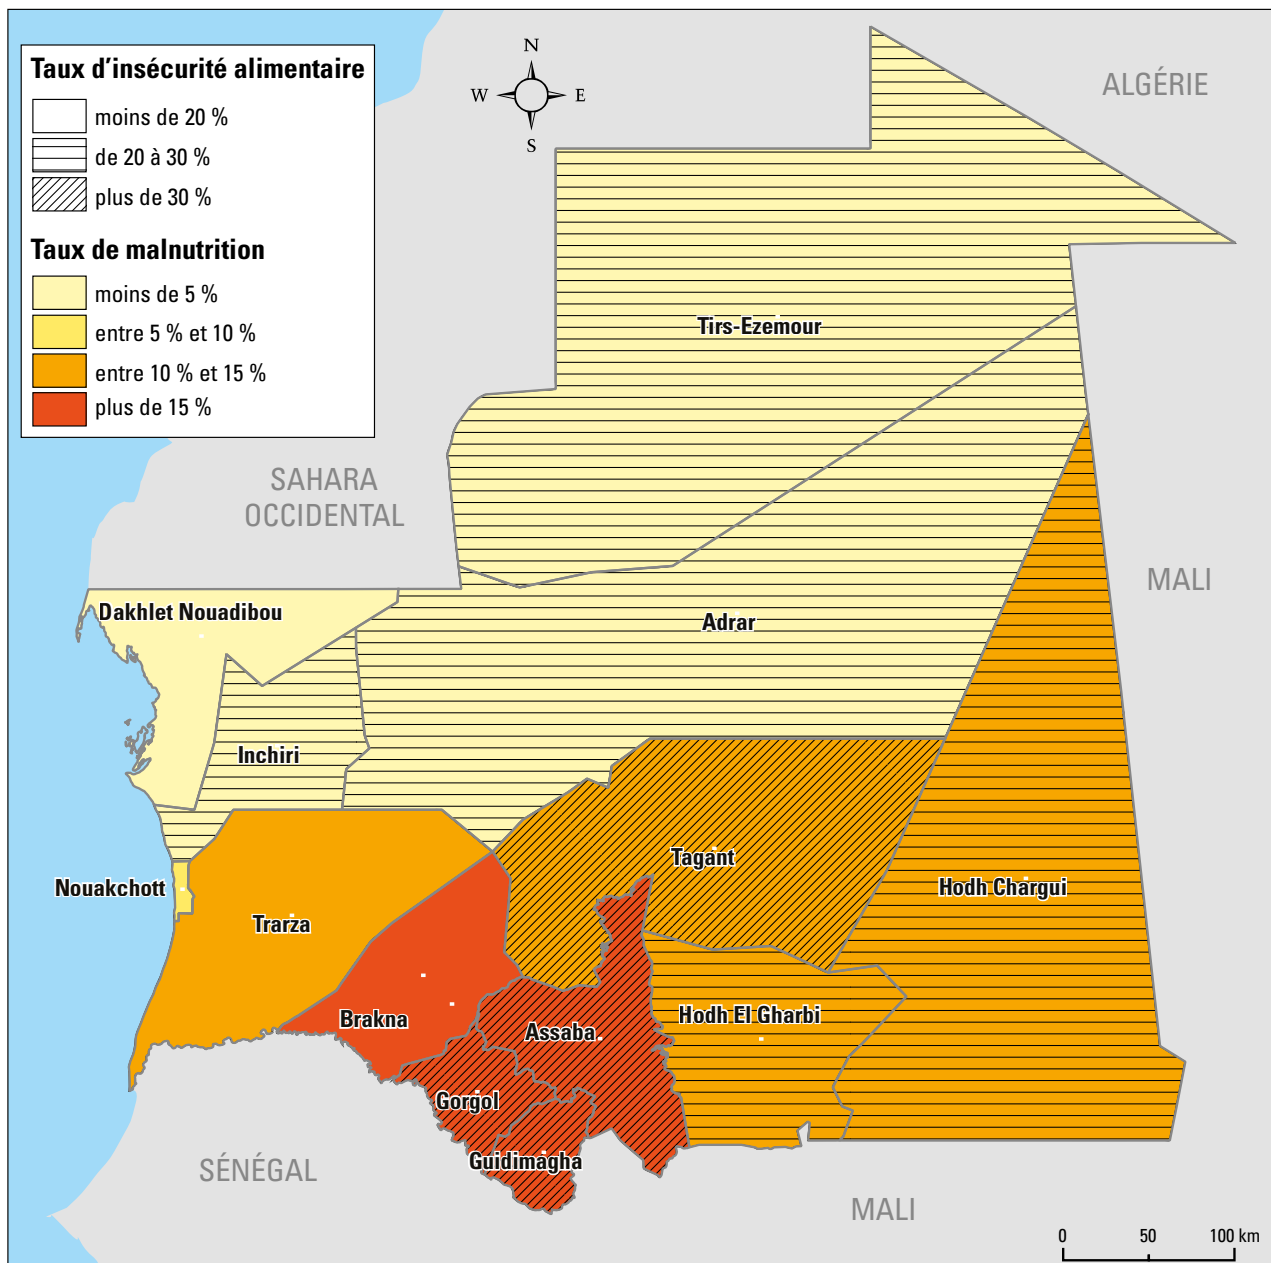 Taux d’insécurité alimentaire
moins de 20 %
de 20 à 30 %
plus de 30 %
Taux de malnutrition
moins de 5 %
entre 5 % et 10 %
entre 10 % et 15 %
plus de 15 %
N
W
E
S
ALGÉRIE
Tirs-Ezemour
SAHARA
OCCIDENTAL
MALI
Dakhlet Nouadibou
Adrar
Inchiri
Tagant
Nouakchott
Hodh Chargui
Trarza
Brakna
Assaba
Hodh El Gharbi
Gorgol
Guidimagha
SÉNÉGAL
MALI
0 50 100 km